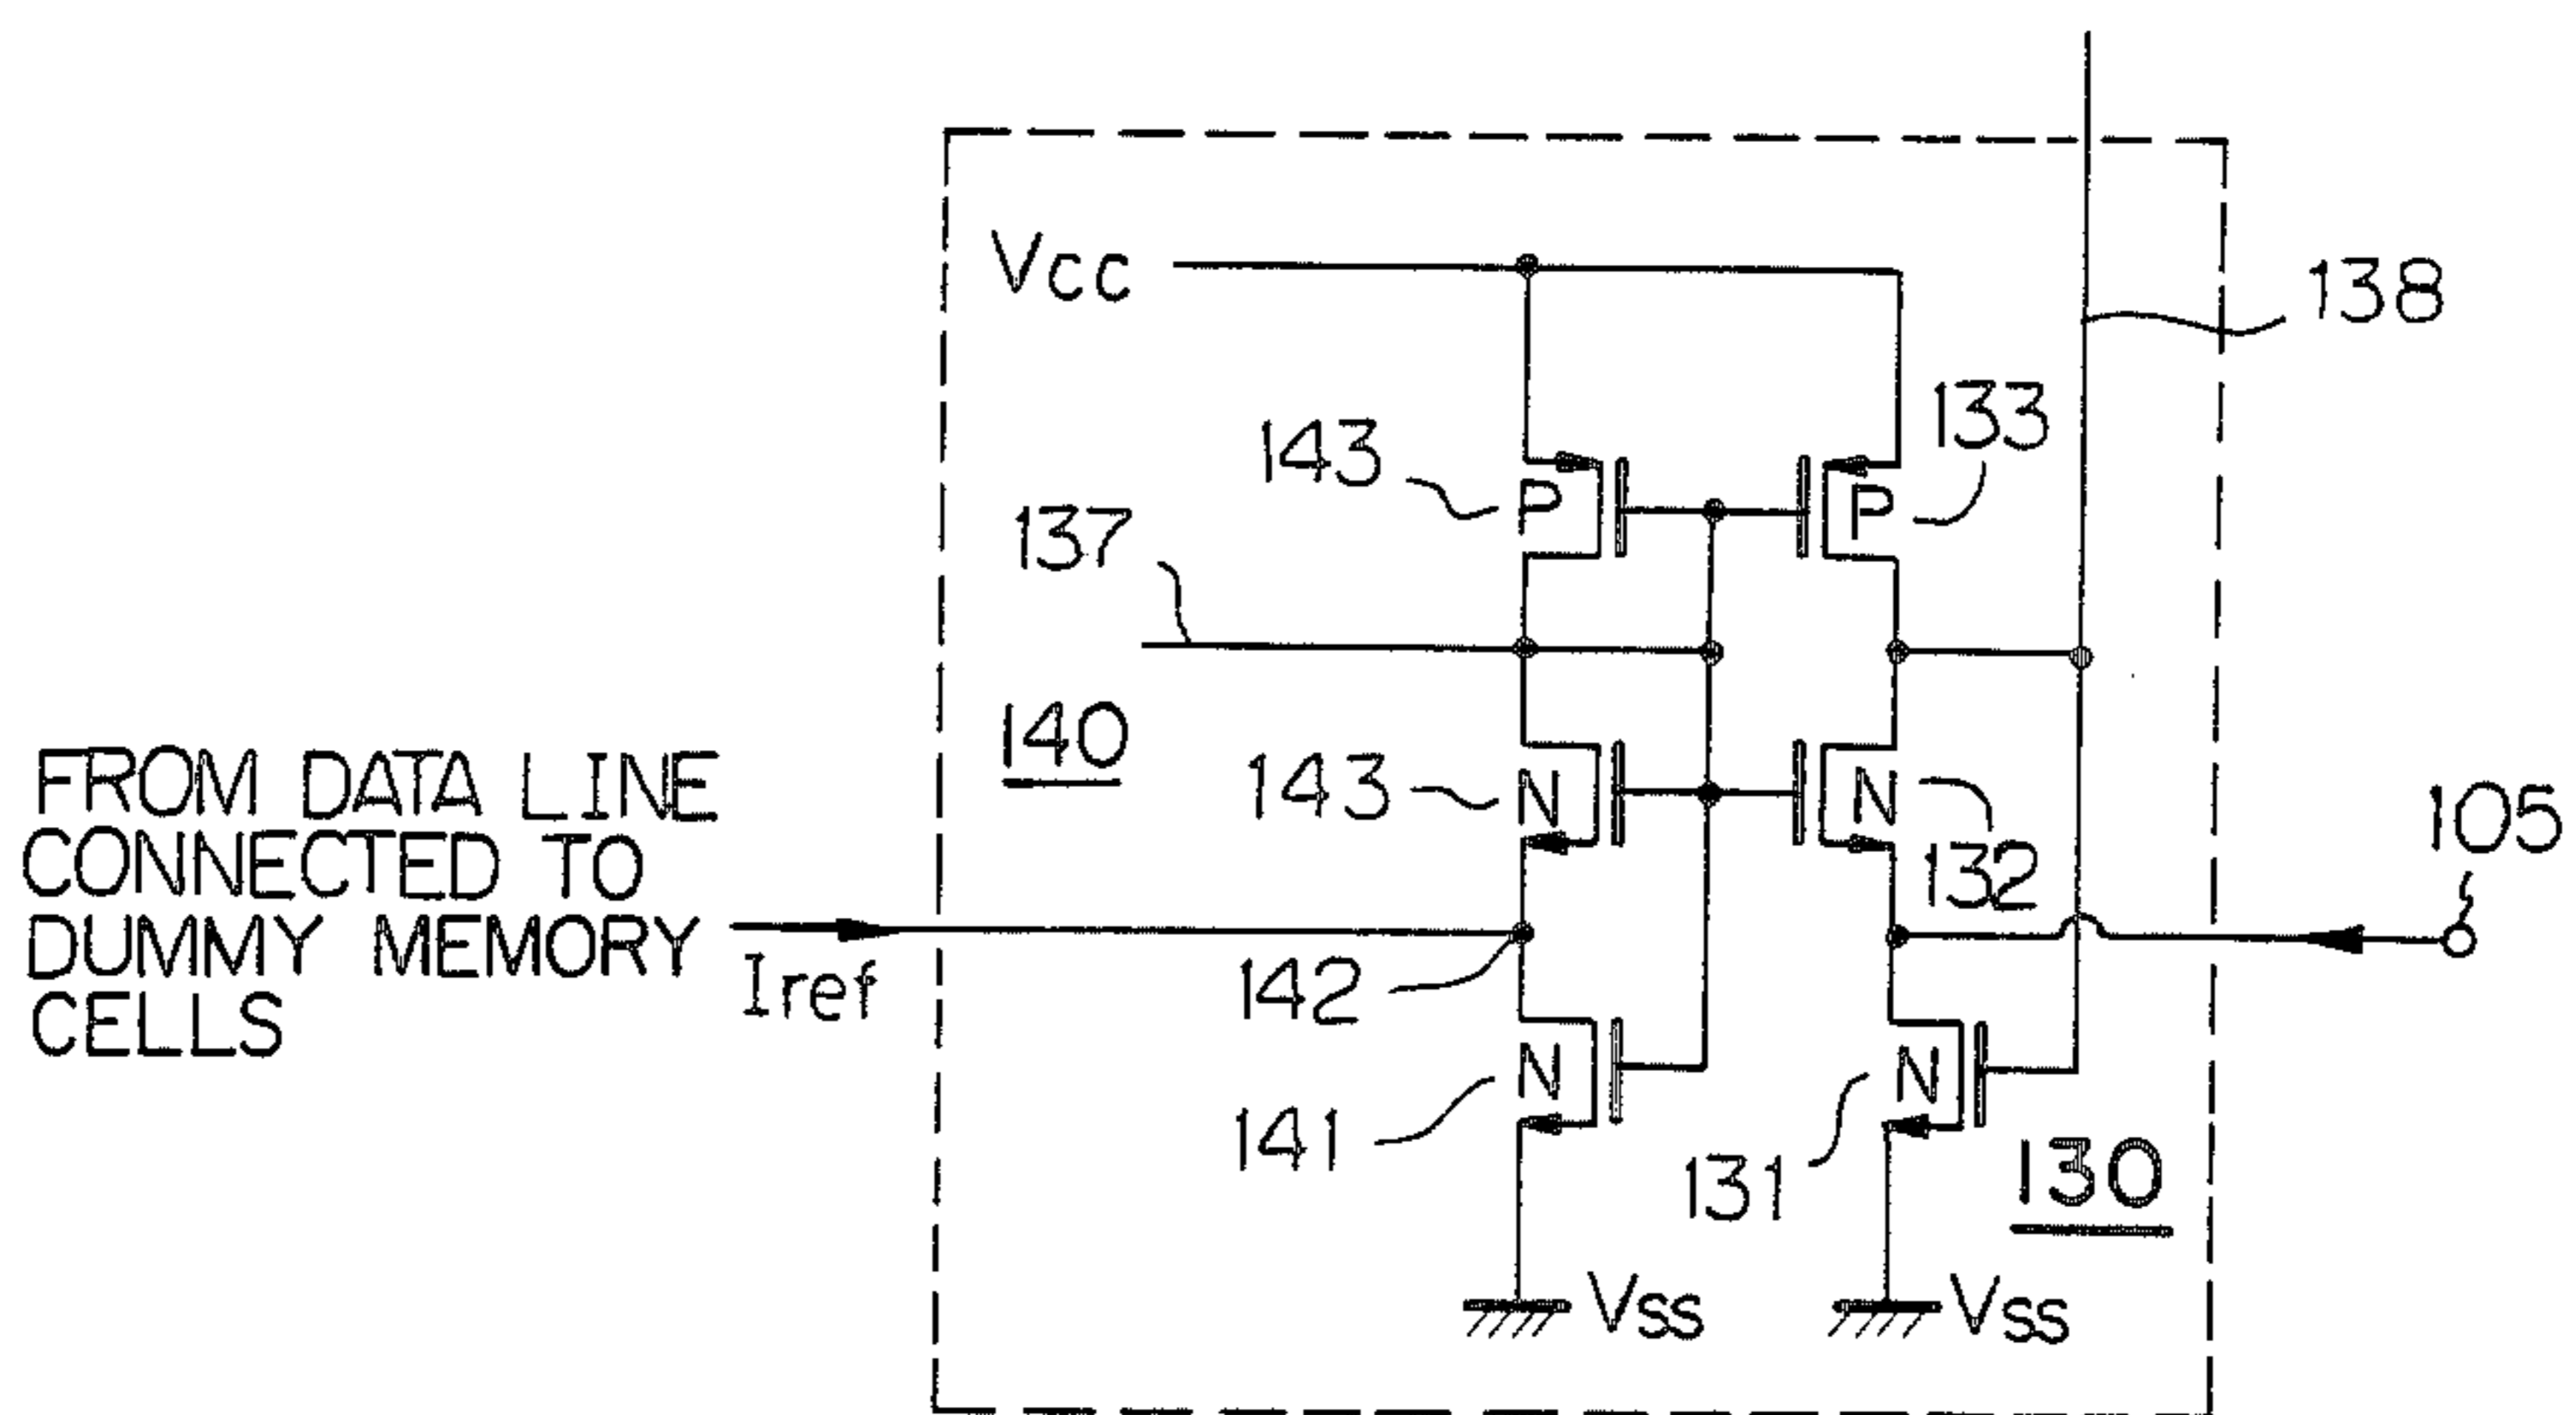 VCC
138
143
P
133
P
137
140
143
N
N
132
105
FROM DATA LINE
CONNECTED TO
DUMMY MEMORY
CELLS
Iref
142
141
N
131
N
130
VSS
VSS